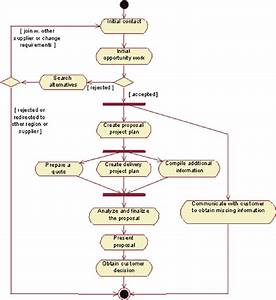 [ join w. other
supplier or change
requirements ]
Initial contact
Initial
opportunity work
Search
alternatives
[ rejected ]
[ accepted]
[ rejected or
redirected to
other region or
supplier]
Create proposal
project plan
Prepare a
quote
Create delivery
project plan
Compile additional
information
Analyze and finalize
the proposal
Communicate with customer
to obtain missing information
Present
proposal
Obtain customer
decision